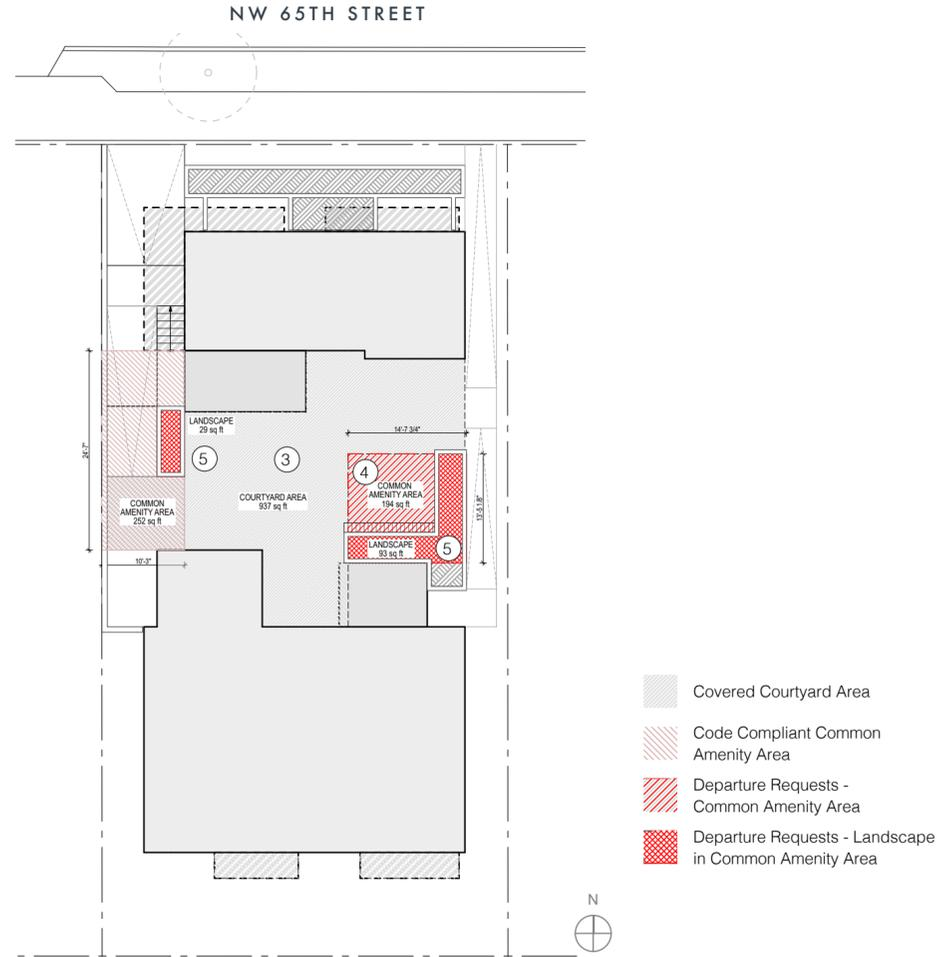 NW 65TH STREET
LANDSCAPE
29 sq ft
14'-7 3/4"
24'-7"
5
3
4
COMMON
AMENITY AREA
194 sq ft
COURTYARD AREA
937 sq ft
COMMON
AMENITY AREA
252 sq ft
13'-5 1/8"
LANDSCAPE
93 sq ft
5
10'-3"
Covered Courtyard Area
Code Compliant Common
Amenity Area
Departure Requests -
Common Amenity Area
Departure Requests - Landscape
in Common Amenity Area
N